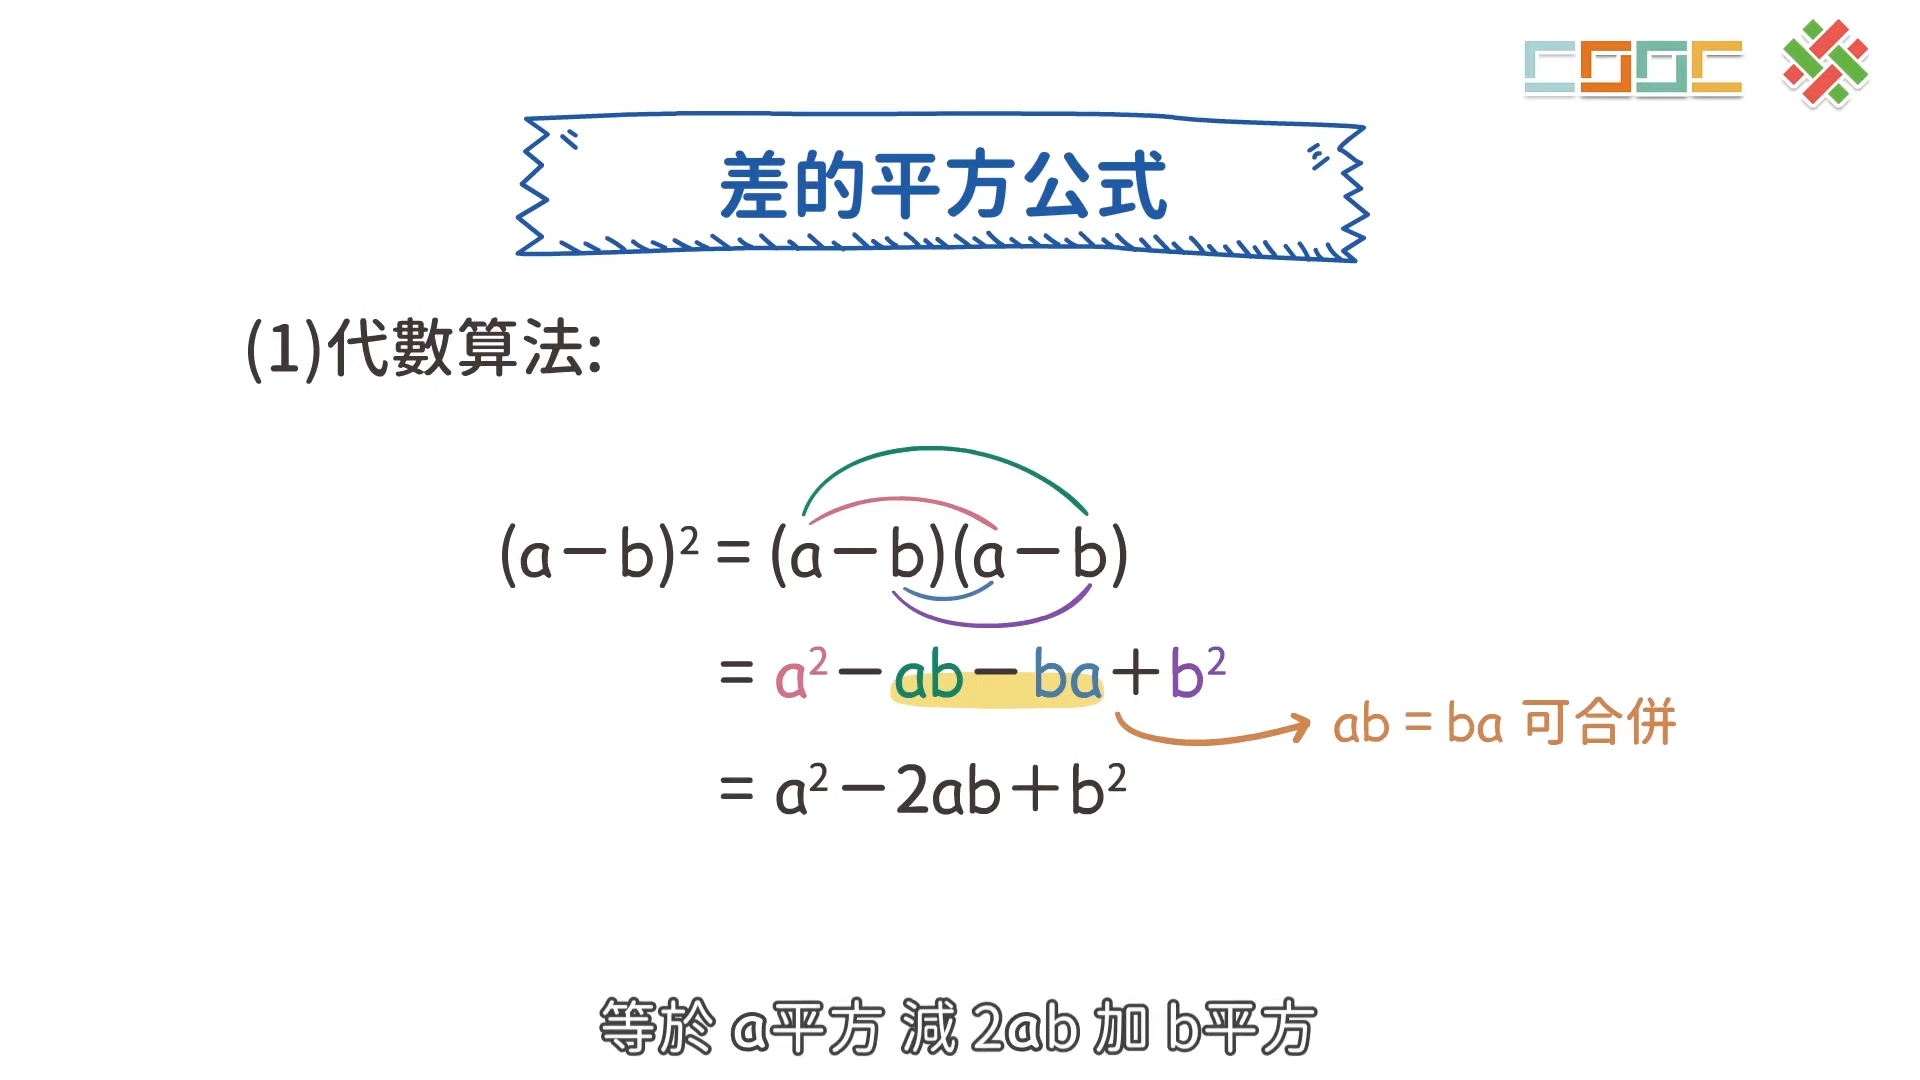 COOC
差的平方公式
(1)代數算法:
(a－b)² = (a－b)(a－b)
= a²－ab－ba＋b²
ab = ba 可合併
= a²－2ab＋b²
等於 a平方 減 2ab 加 b平方